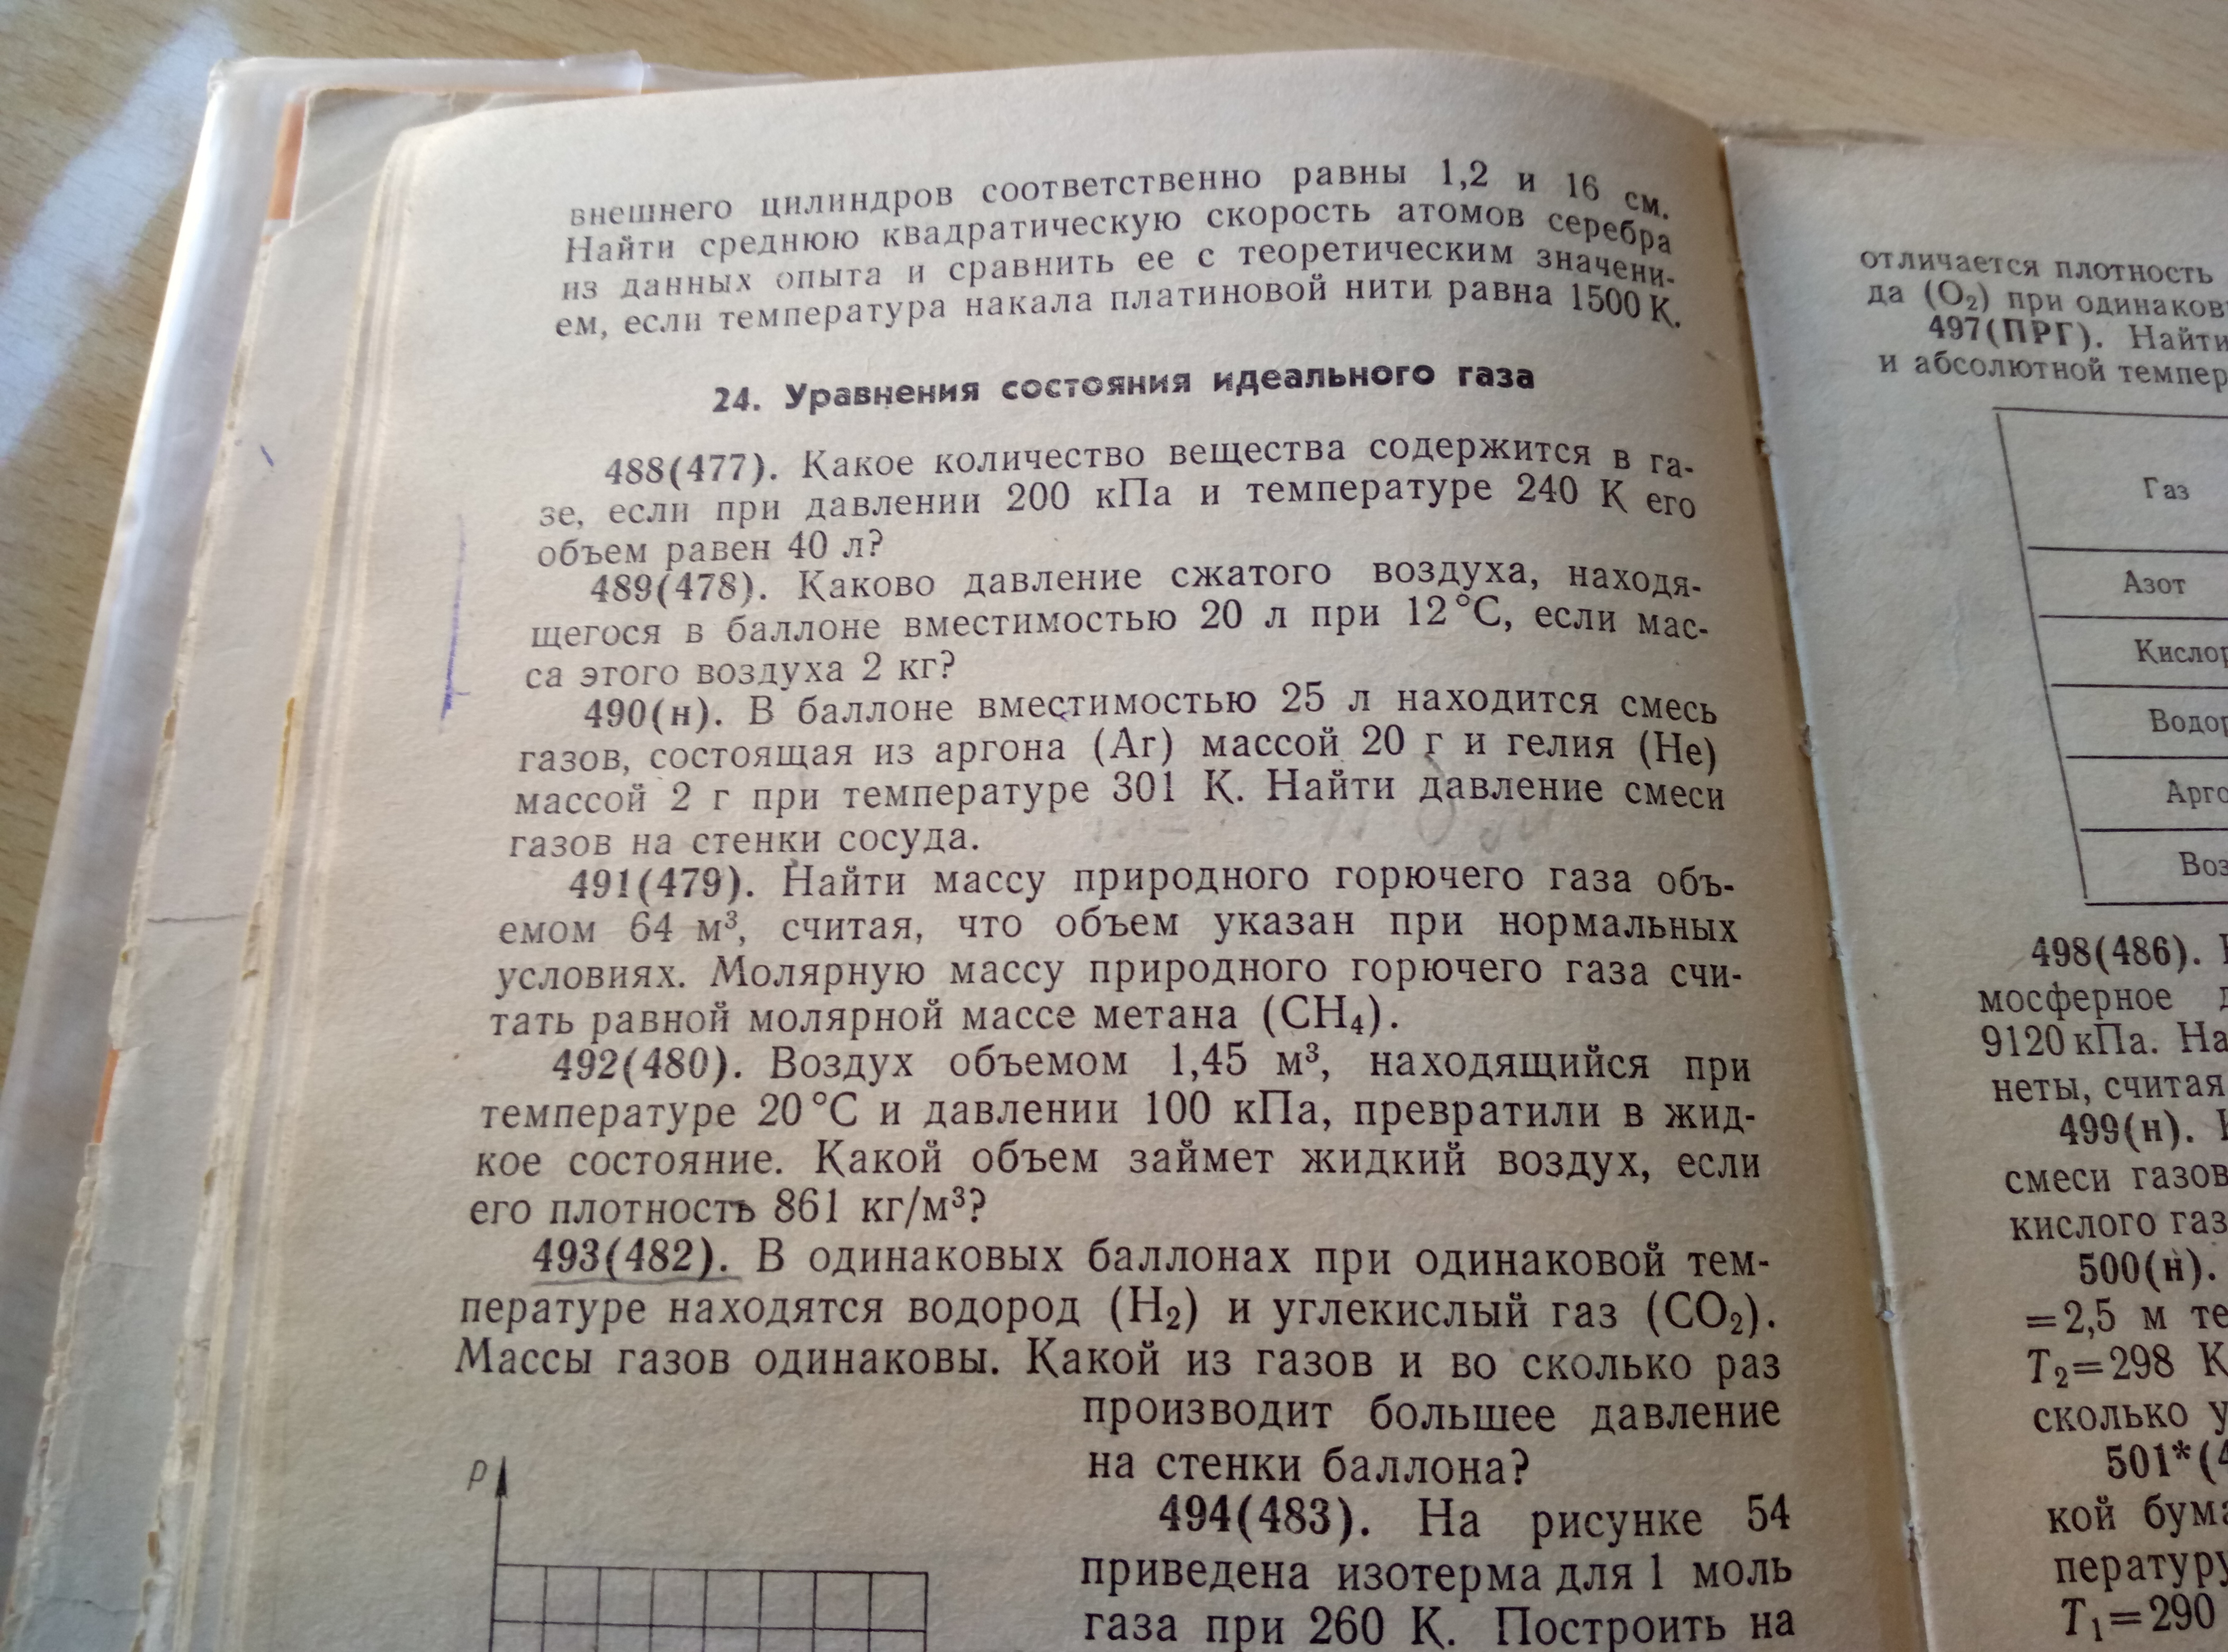 внешнего цилиндров соответственно равны 1,2 и 16 см.
Найти среднюю квадратическую скорость атомов серебра
из данных опыта и сравнить ее с теоретическим значени-
ем, если температура накала платиновой нити равна 1500 К.
24. Уравнения состояния идеального газа
488(477). Какое количество вещества содержится в га-
зе, если при давлении 200 кПа и температуре 240 К его
объем равен 40 л?
489(478). Каково давление сжатого воздуха, находя-
щегося в баллоне вместимостью 20 л при 12 °С, если мас-
са этого воздуха 2 кг?
490(н). В баллоне вместимостью 25 л находится смесь
газов, состоящая из аргона (Ar) массой 20 г и гелия (He)
массой 2 г при температуре 301 К. Найти давление смеси
газов на стенки сосуда.
491(479). Найти массу природного горючего газа объ-
емом 64 м³, считая, что объем указан при нормальных
условиях. Молярную массу природного горючего газа счи-
тать равной молярной массе метана (CH₄).
492(480). Воздух объемом 1,45 м³, находящийся при
температуре 20 °С и давлении 100 кПа, превратили в жид-
кое состояние. Какой объем займет жидкий воздух, если
его плотность 861 кг/м³?
493(482). В одинаковых баллонах при одинаковой тем-
пературе находятся водород (H₂) и углекислый газ (CO₂).
Массы газов одинаковы. Какой из газов и во сколько раз
производит большее давление
на стенки баллона?
494(483). На рисунке 54
приведена изотерма для 1 моль
газа при 260 К. Построить на
p
отличается плотность
да (O₂) при одинаков
497(ПРГ). Найти
и абсолютной темпер
Газ
Азот
Кислор
Водор
Арго
Воз
498(486).
мосферное
9120 кПа. На
неты, считая
499(н).
смеси газов
кислого газ
500(н).
=2,5 м те
T₂=298 К
сколько у
501*(4
кой бума
пературу
T₁=290